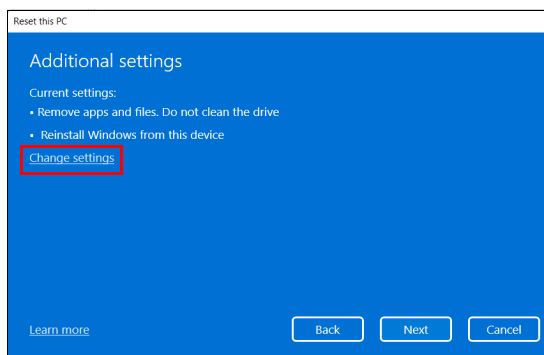 Reset this PC
Additional settings
Current settings:
• Remove apps and files. Do not clean the drive
• Reinstall Windows from this device
Change settings
Learn more
Back
Next
Cancel